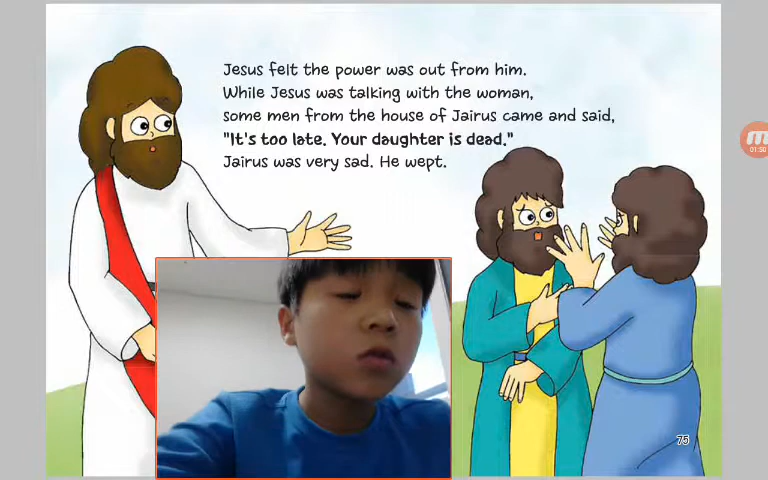 Jesus felt the power was out from him.
While Jesus was talking with the woman,
some men from the house of Jairus came and said,
"It's too late. Your daughter is dead."
Jairus was very sad. He wept.
M
01:50
75